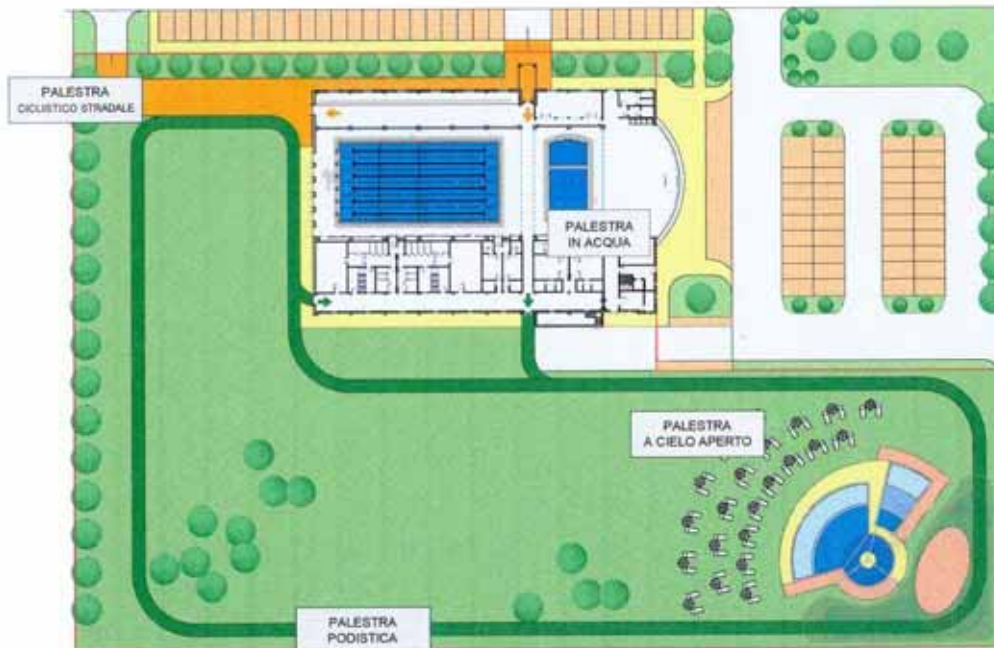 PALESTRA
CICLISTICO STRADALE
PALESTRA
IN ACQUA
PALESTRA
A CIELO APERTO
PALESTRA
PODISTICA